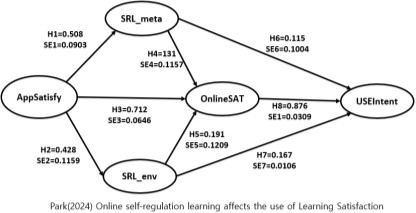 SRL_meta
H1=0.508
SE1=0.0903
H6=0.115
SE6=0.1004
H4=131
SE4=0.1157
AppSatisfy
OnlineSAT
USEIntent
H3=0.712
SE3=0.0646
H8=0.876
SE1=0.0309
H2=0.428
SE2=0.1159
H5=0.191
SE5=0.1209
H7=0.167
SE7=0.0106
SRL_env
Park(2024) Online self-regulation learning affects the use of Learning Satisfaction